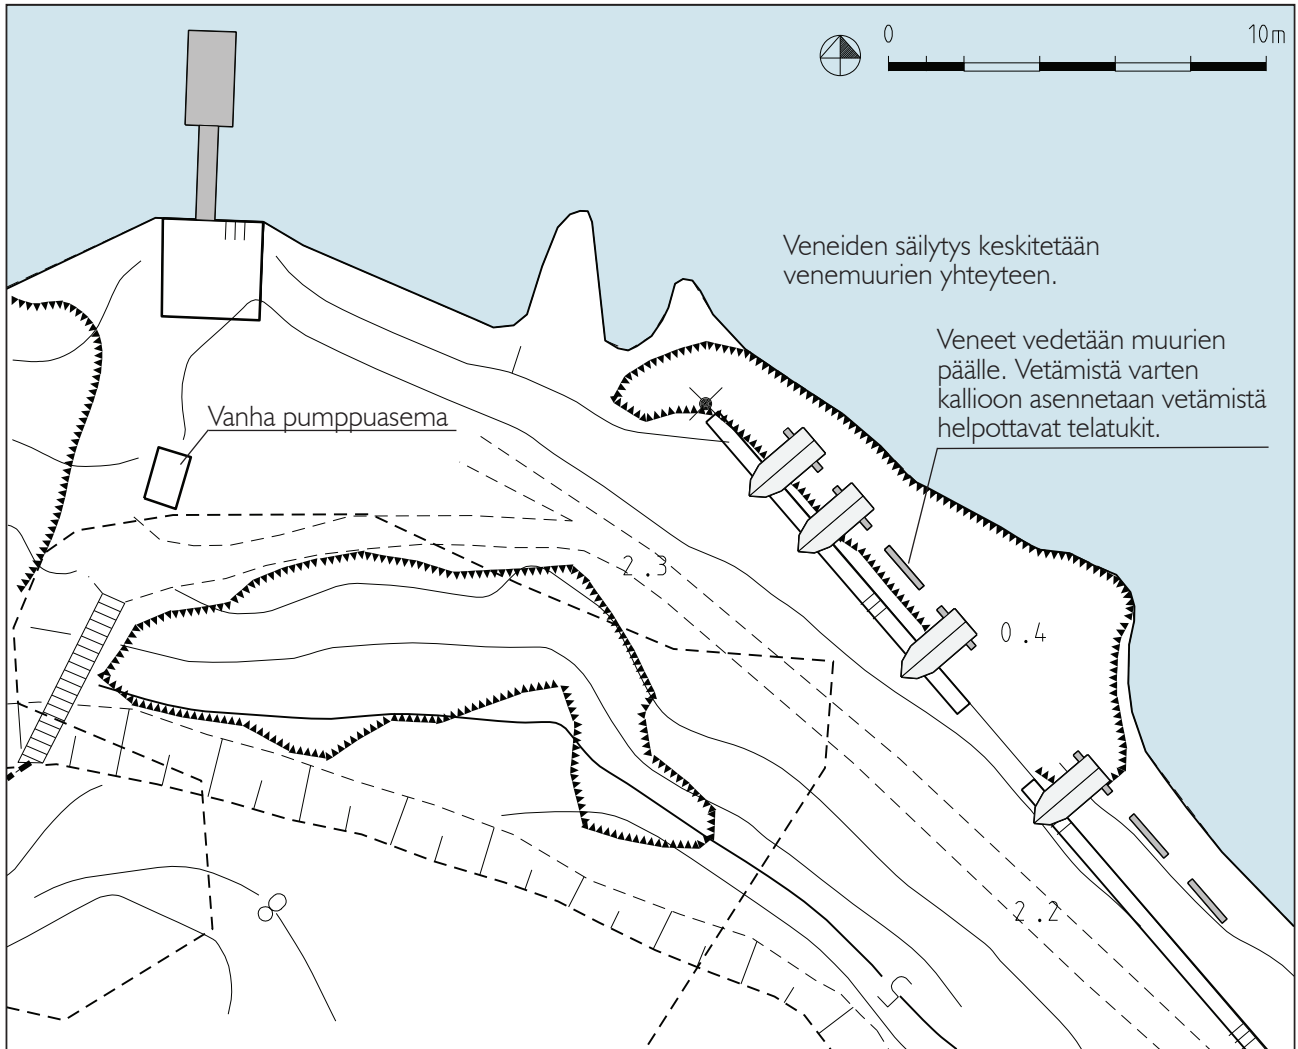 0 10m
Veneiden säilytys keskitetään
venemuurien yhteyteen.
Veneet vedetään muurien
päälle. Vetämistä varten
kallioon asennetaan vetämistä
helpottavat telatukit.
Vanha pumppuasema
2.3
0.4
2.2